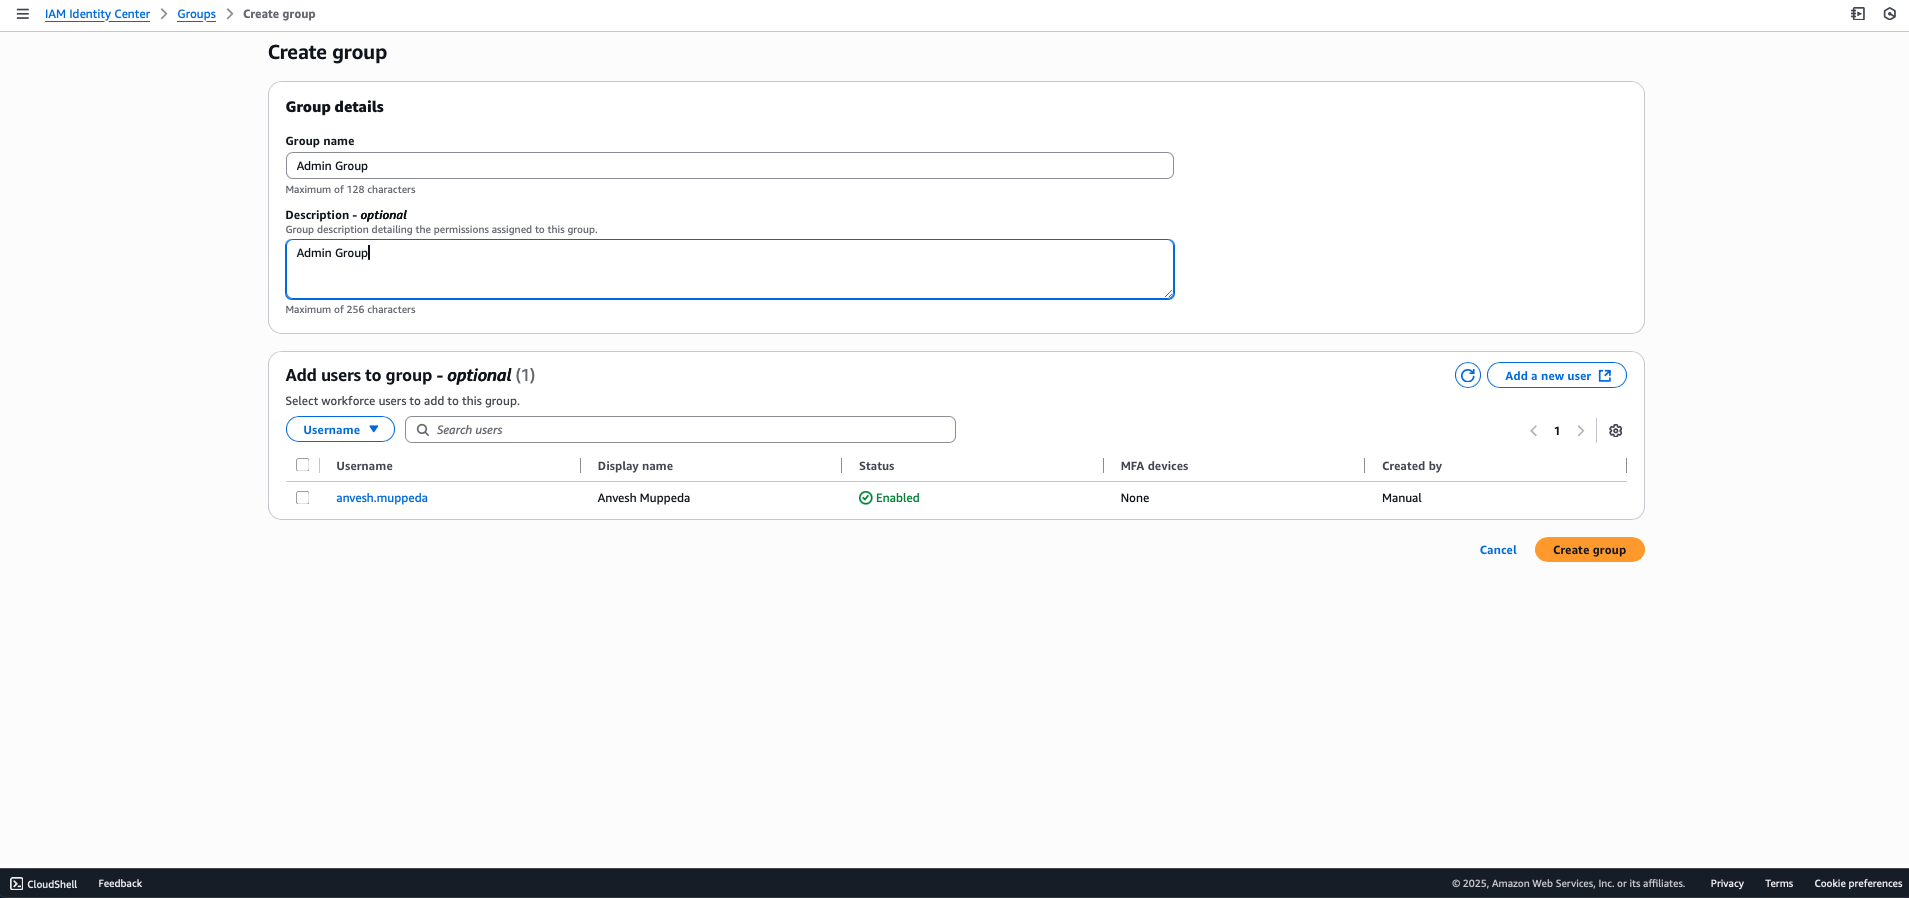 IAM Identity Center > Groups > Create group
Create group
Group details
Group name
Admin Group
Maximum of 128 characters
Description - optional
Group description detailing the permissions assigned to this group.
Admin Group
Maximum of 256 characters
Add users to group - optional (1)
Add a new user
Select workforce users to add to this group.
Username Search users 1
Username Display name Status MFA devices Created by
anvesh.muppeda Anvesh Muppeda Enabled None Manual
Cancel Create group
CloudShell Feedback © 2025, Amazon Web Services, Inc. or its affiliates. Privacy Terms Cookie preferences